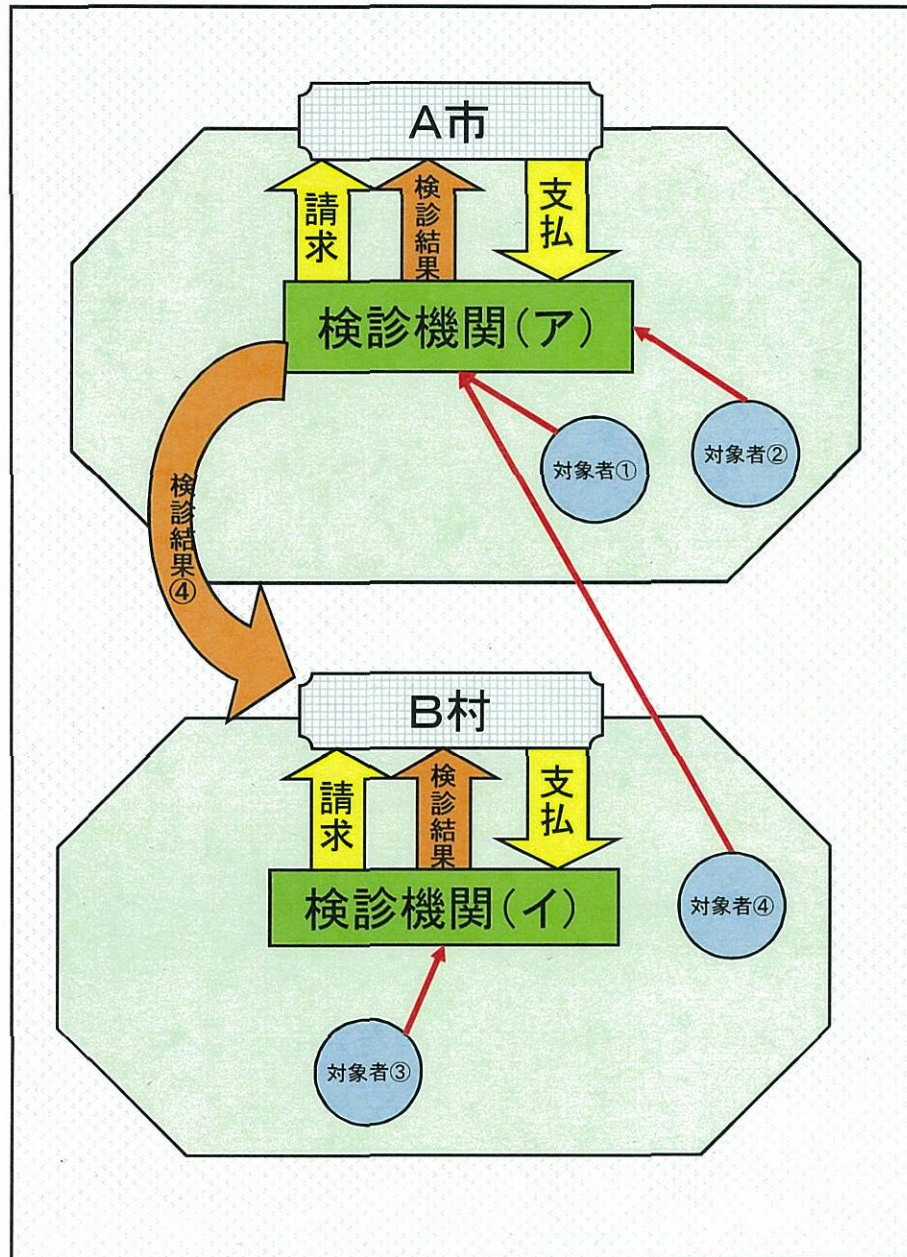 A市
請求
検診結果
支払
検診機関(ア)
対象者①
対象者②
検診結果④
B村
請求
検診結果
支払
検診機関(イ)
対象者④
対象者③